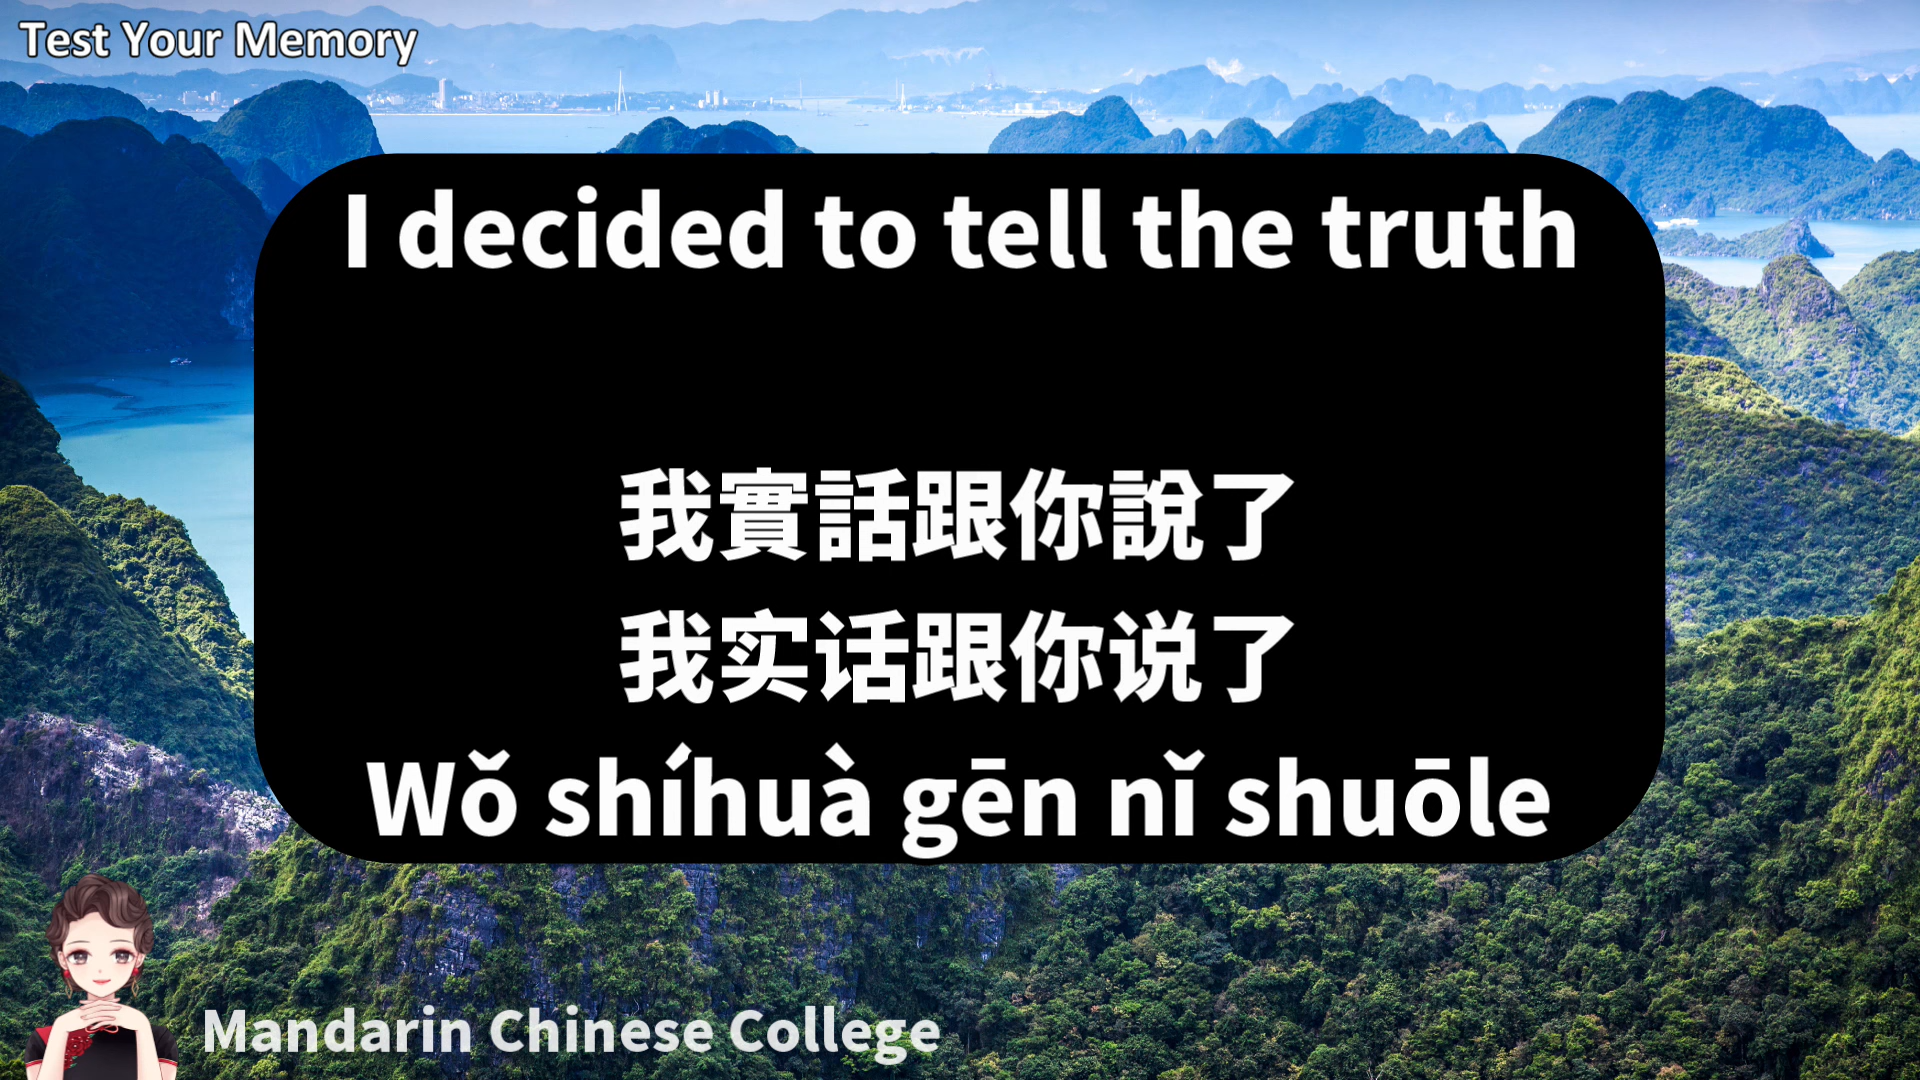 Test Your Memory
I decided to tell the truth
我實話跟你說了
我实话跟你说了
Wǒ shíhuà gēn nǐ shuōle
Mandarin Chinese College